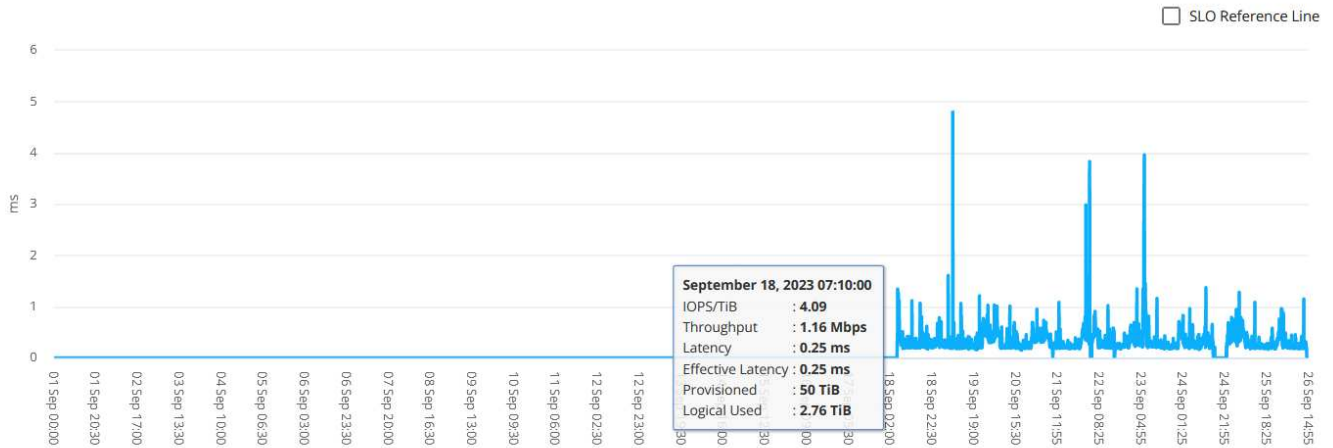 SLO Reference Line
6
5
4
3
2
1
0
ms
September 18, 2023 07:10:00
IOPS/TiB : 4.09
Throughput : 1.16 Mbps
Latency : 0.25 ms
Effective Latency : 0.25 ms
Provisioned : 50 TiB
Logical Used : 2.76 TiB
01 Sep 00:00
01 Sep 20:30
02 Sep 17:00
03 Sep 13:30
04 Sep 10:00
05 Sep 06:30
06 Sep 03:00
06 Sep 23:30
07 Sep 20:00
08 Sep 16:30
09 Sep 13:00
10 Sep 09:30
11 Sep 06:00
12 Sep 02:30
12 Sep 23:00
18 Sep 02:00
18 Sep 22:30
19 Sep 19:00
20 Sep 15:30
21 Sep 11:55
22 Sep 08:25
23 Sep 04:55
24 Sep 01:25
24 Sep 21:55
25 Sep 18:25
26 Sep 14:55